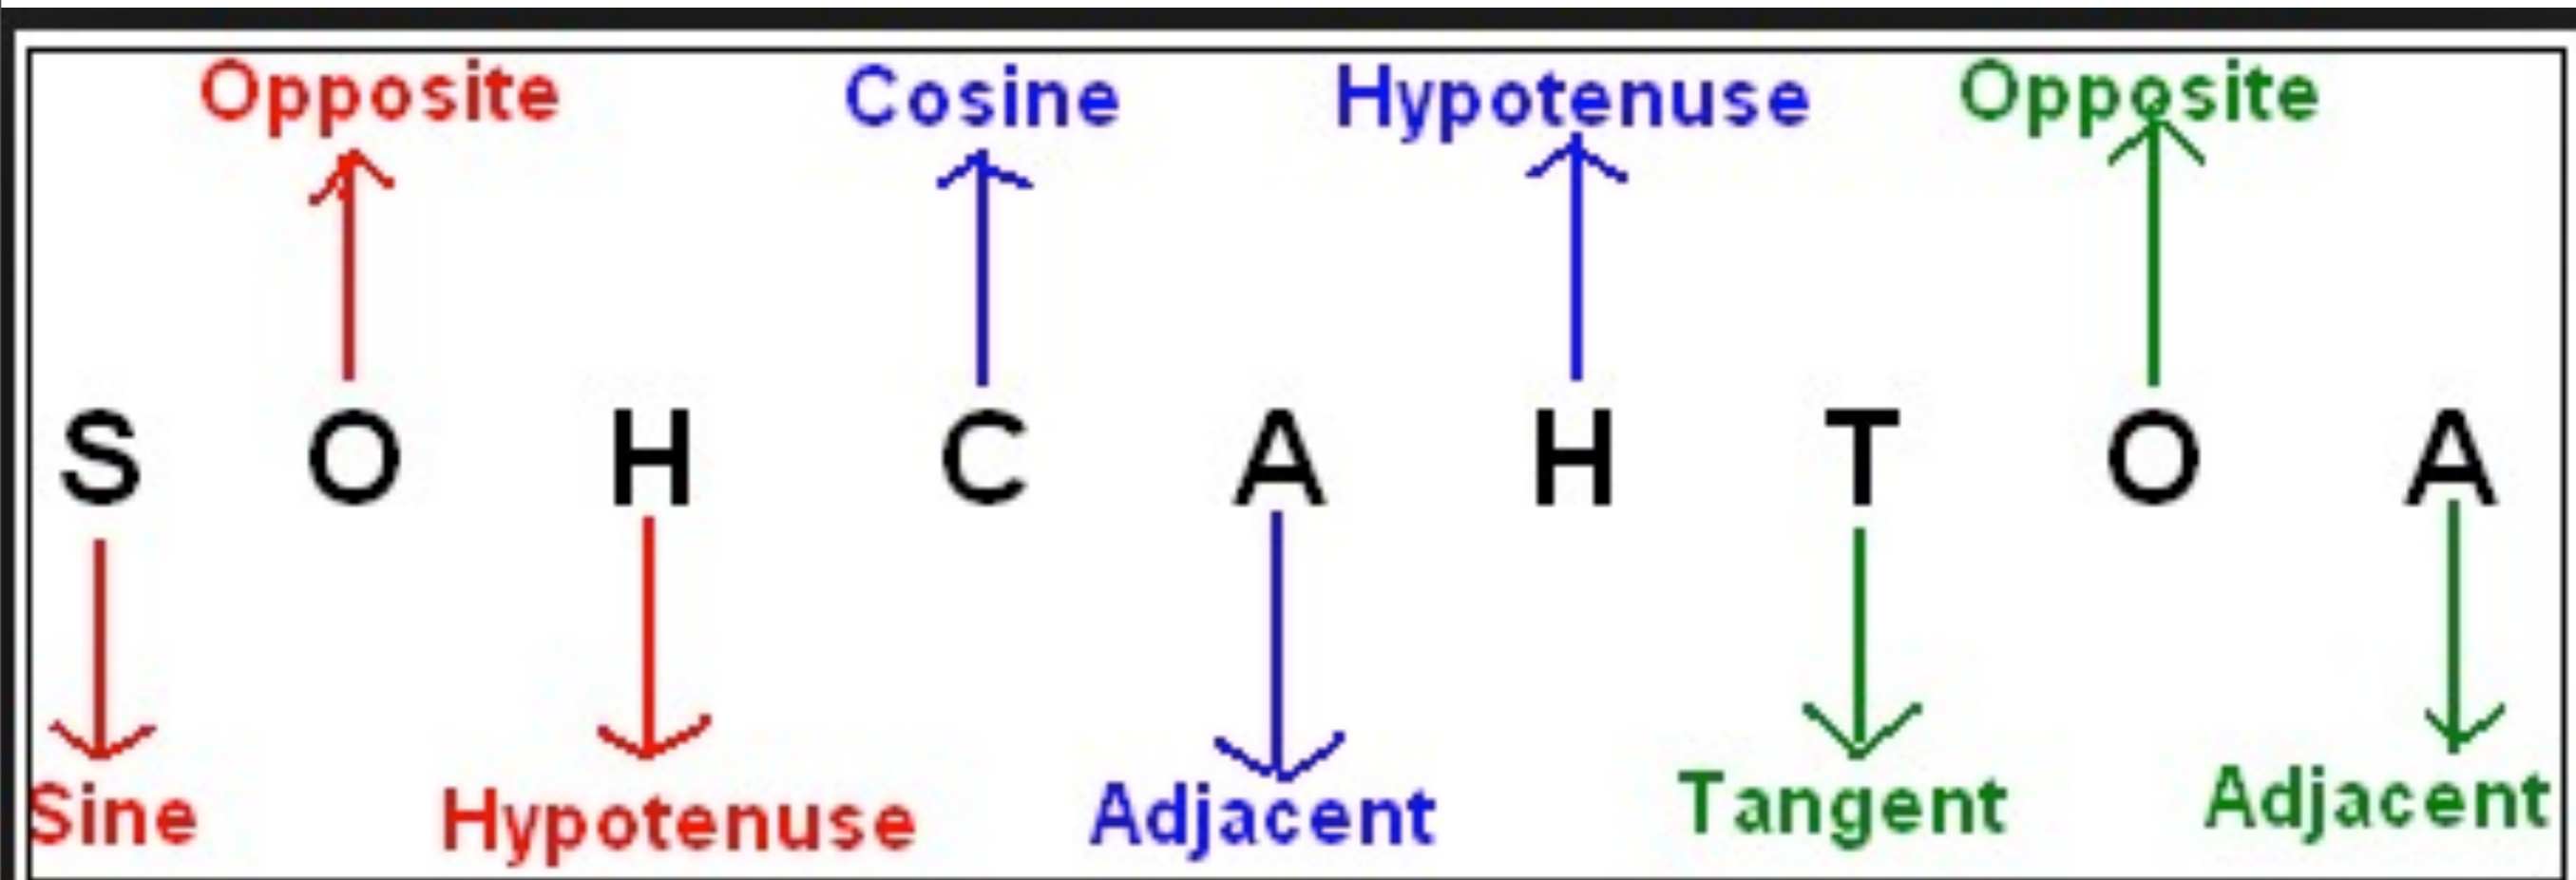 Opposite Cosine Hypotenuse Opposite
S O H C A H T O A
Sine Hypotenuse Adjacent Tangent Adjacent